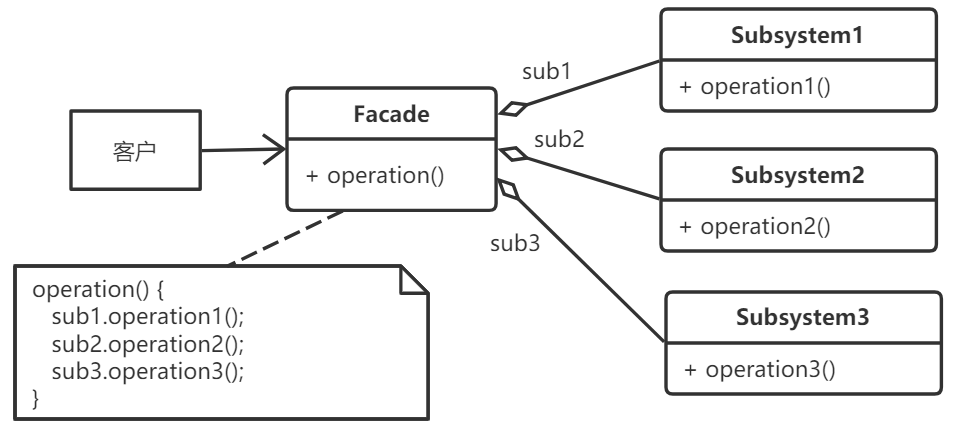 客户
Facade
+ operation()
sub1
sub2
sub3
Subsystem1
+ operation1()
Subsystem2
+ operation2()
Subsystem3
+ operation3()
operation() {
sub1.operation1();
sub2.operation2();
sub3.operation3();
}